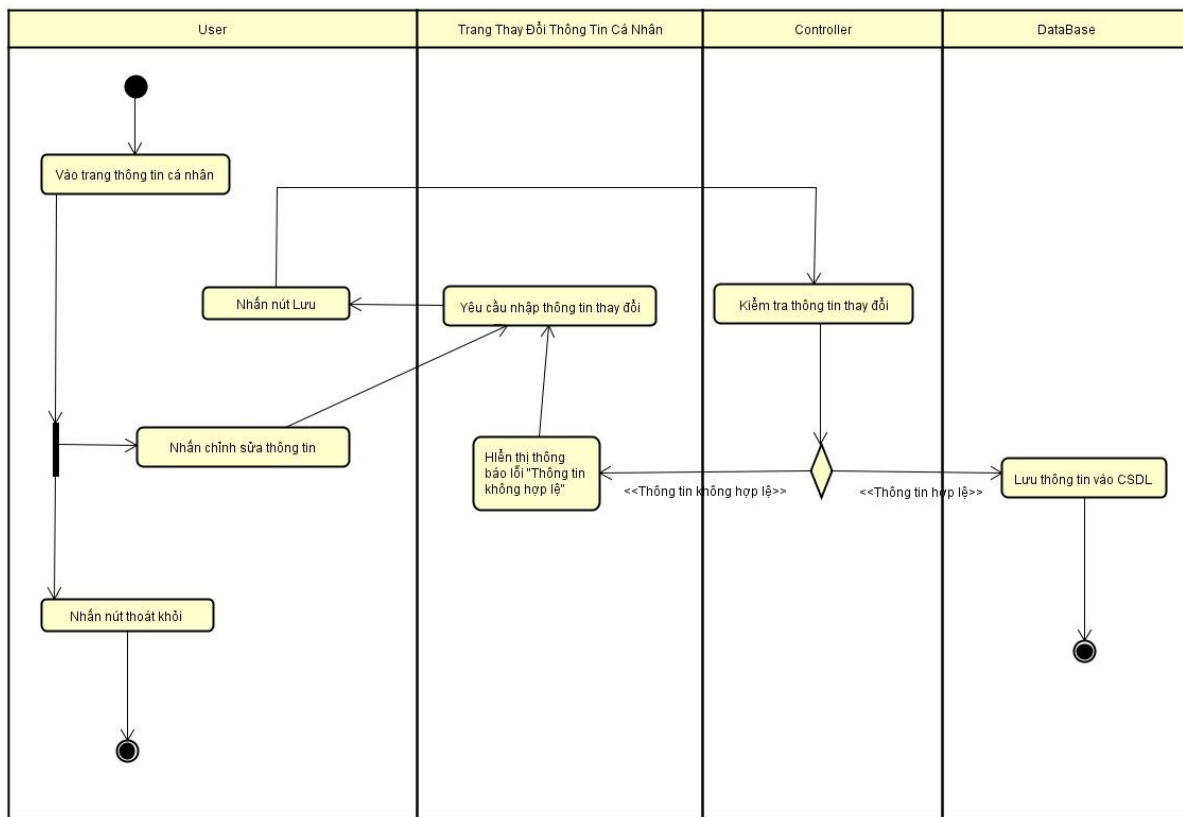 User
Trang Thay Đổi Thông Tin Cá Nhân
Controller
DataBase
Vào trang thông tin cá nhân
Nhấn nút Lưu
Yêu cầu nhập thông tin thay đổi
Kiểm tra thông tin thay đổi
Nhấn chỉnh sửa thông tin
HIển thị thông
báo lỗi "Thông tin
không hợp lệ"
<<Thông tin không hợp lệ>>
<<Thông tin hợp lệ>>
Lưu thông tin vào CSDL
Nhấn nút thoát khỏi